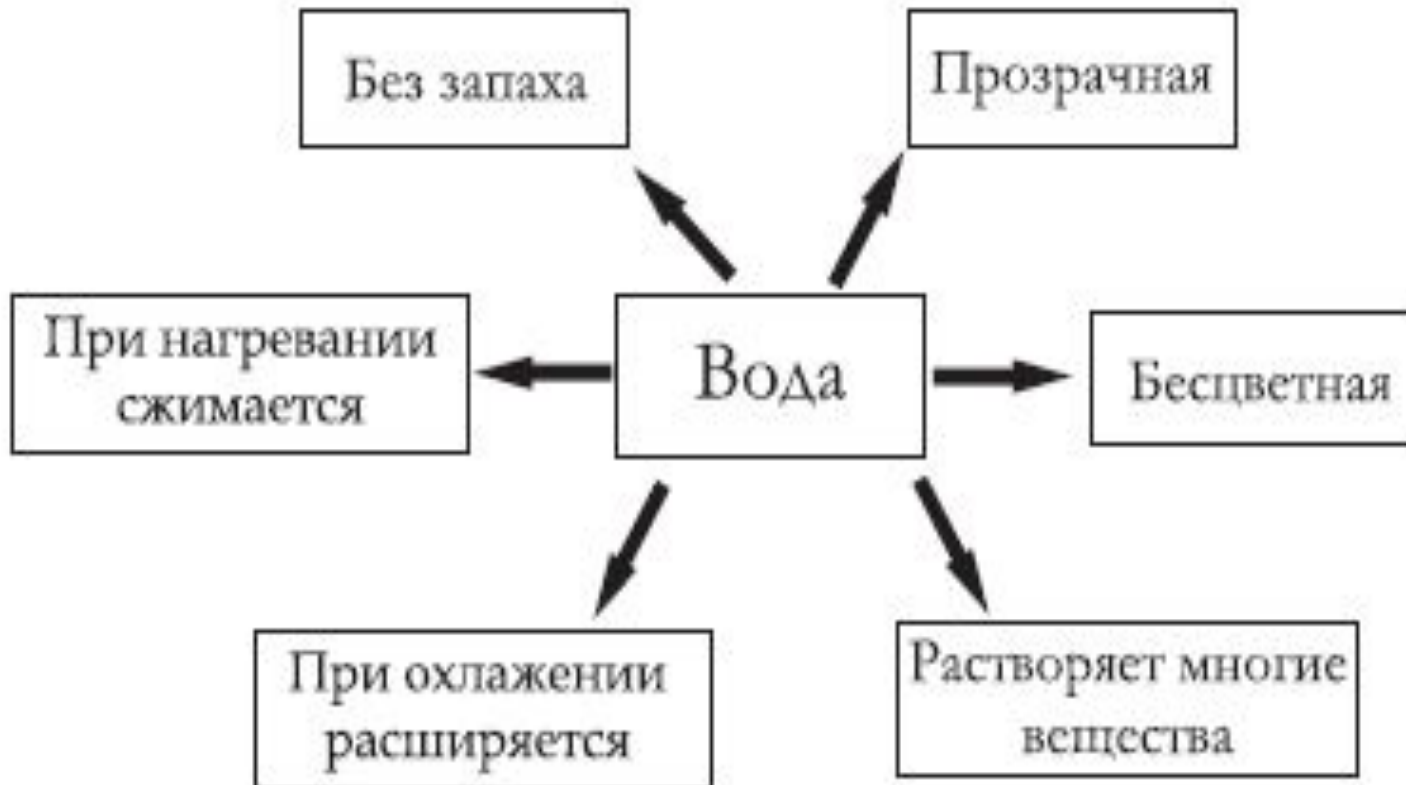 Без запаха
Прозрачная
При нагревании
сжимается
Вода
Бесцветная
При охлажении
расширяется
Растворяет многие
вещества